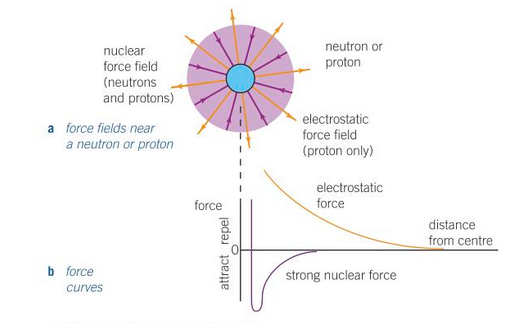 nuclear
force field
(neutrons
and protons)
neutron or
proton
a force fields near
a neutron or proton
electrostatic
force field
(proton only)
electrostatic
force
force
distance
from centre
repel
0
attract
strong nuclear force
b force
curves